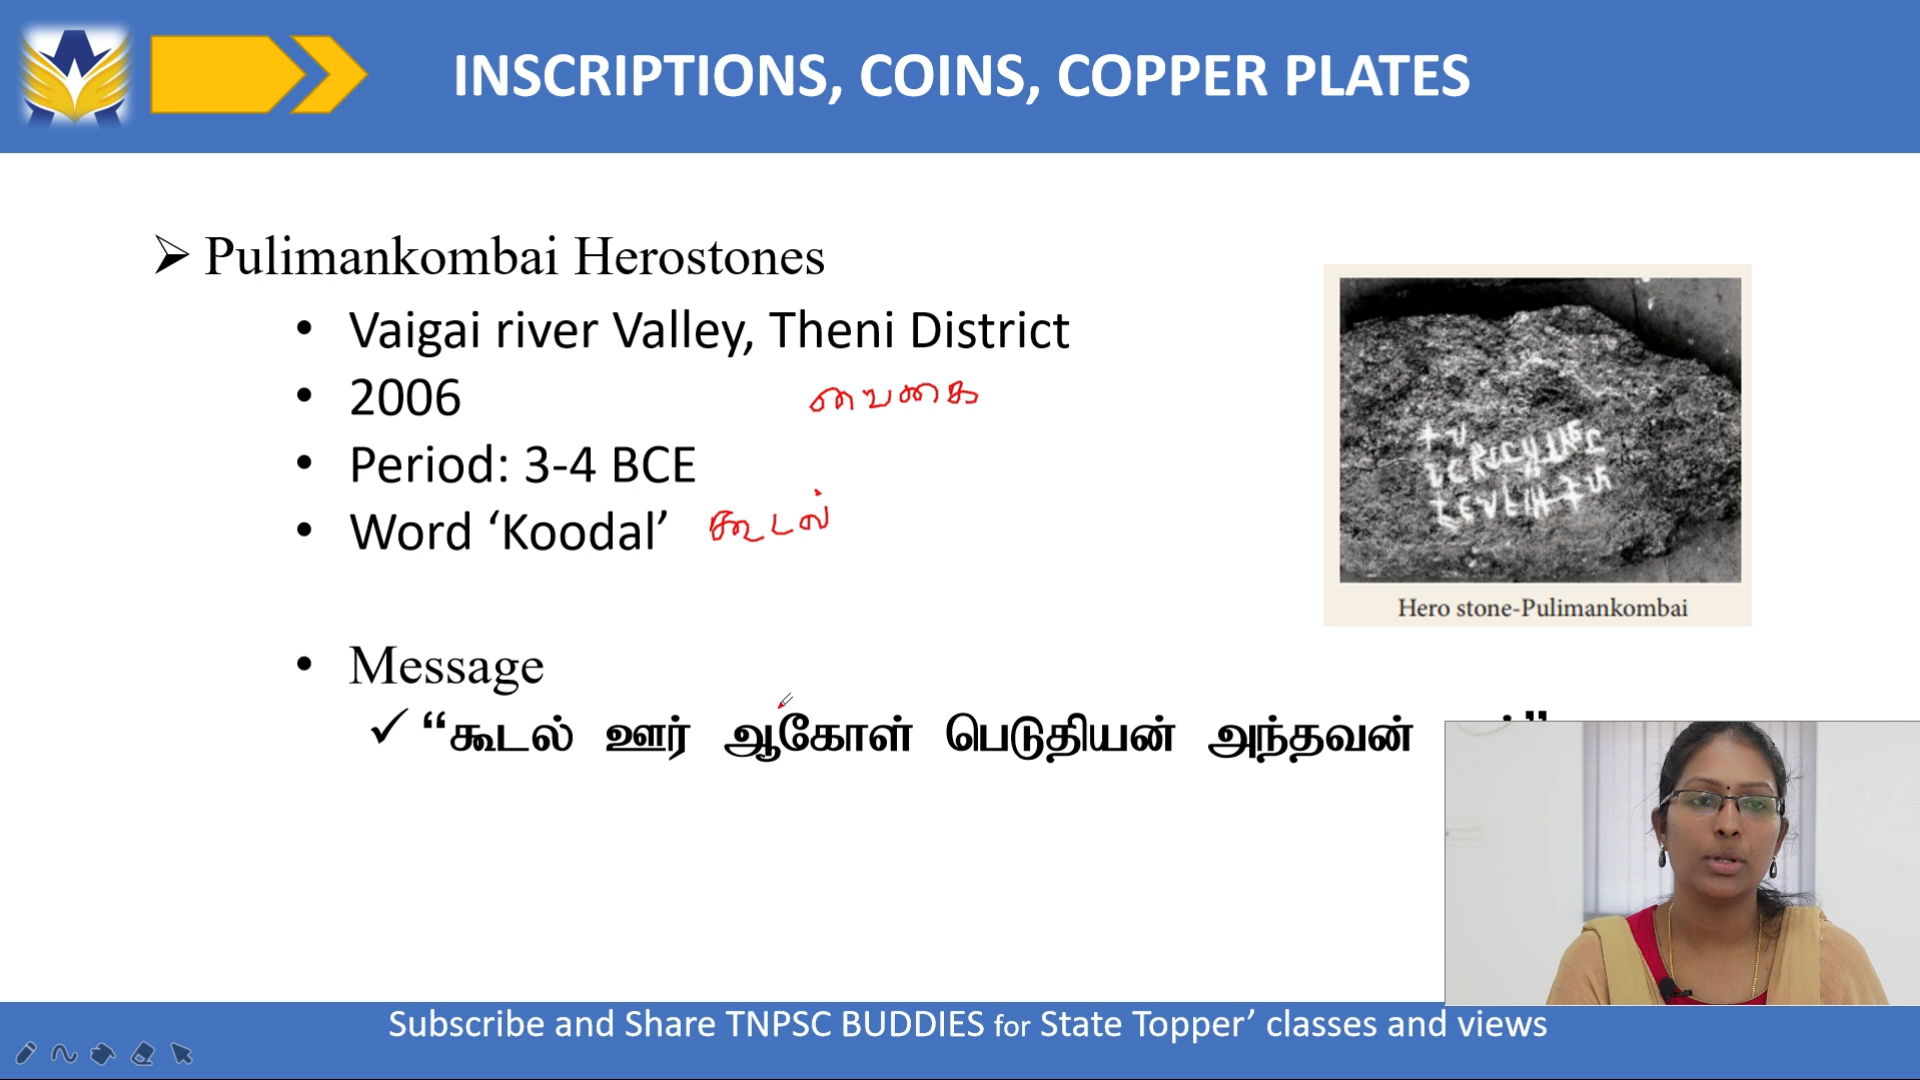 INSCRIPTIONS, COINS, COPPER PLATES
➢ Pulimankombai Herostones
• Vaigai river Valley, Theni District
• 2006
வைகை
• Period: 3-4 BCE
• Word ‘Koodal’ கூடல்
Hero stone-Pulimankombai
• Message
✓ “கூடல் ஊர் ஆகோள் பெடுதியன் அந்தவன்
Subscribe and Share TNPSC BUDDIES for State Topper’ classes and views